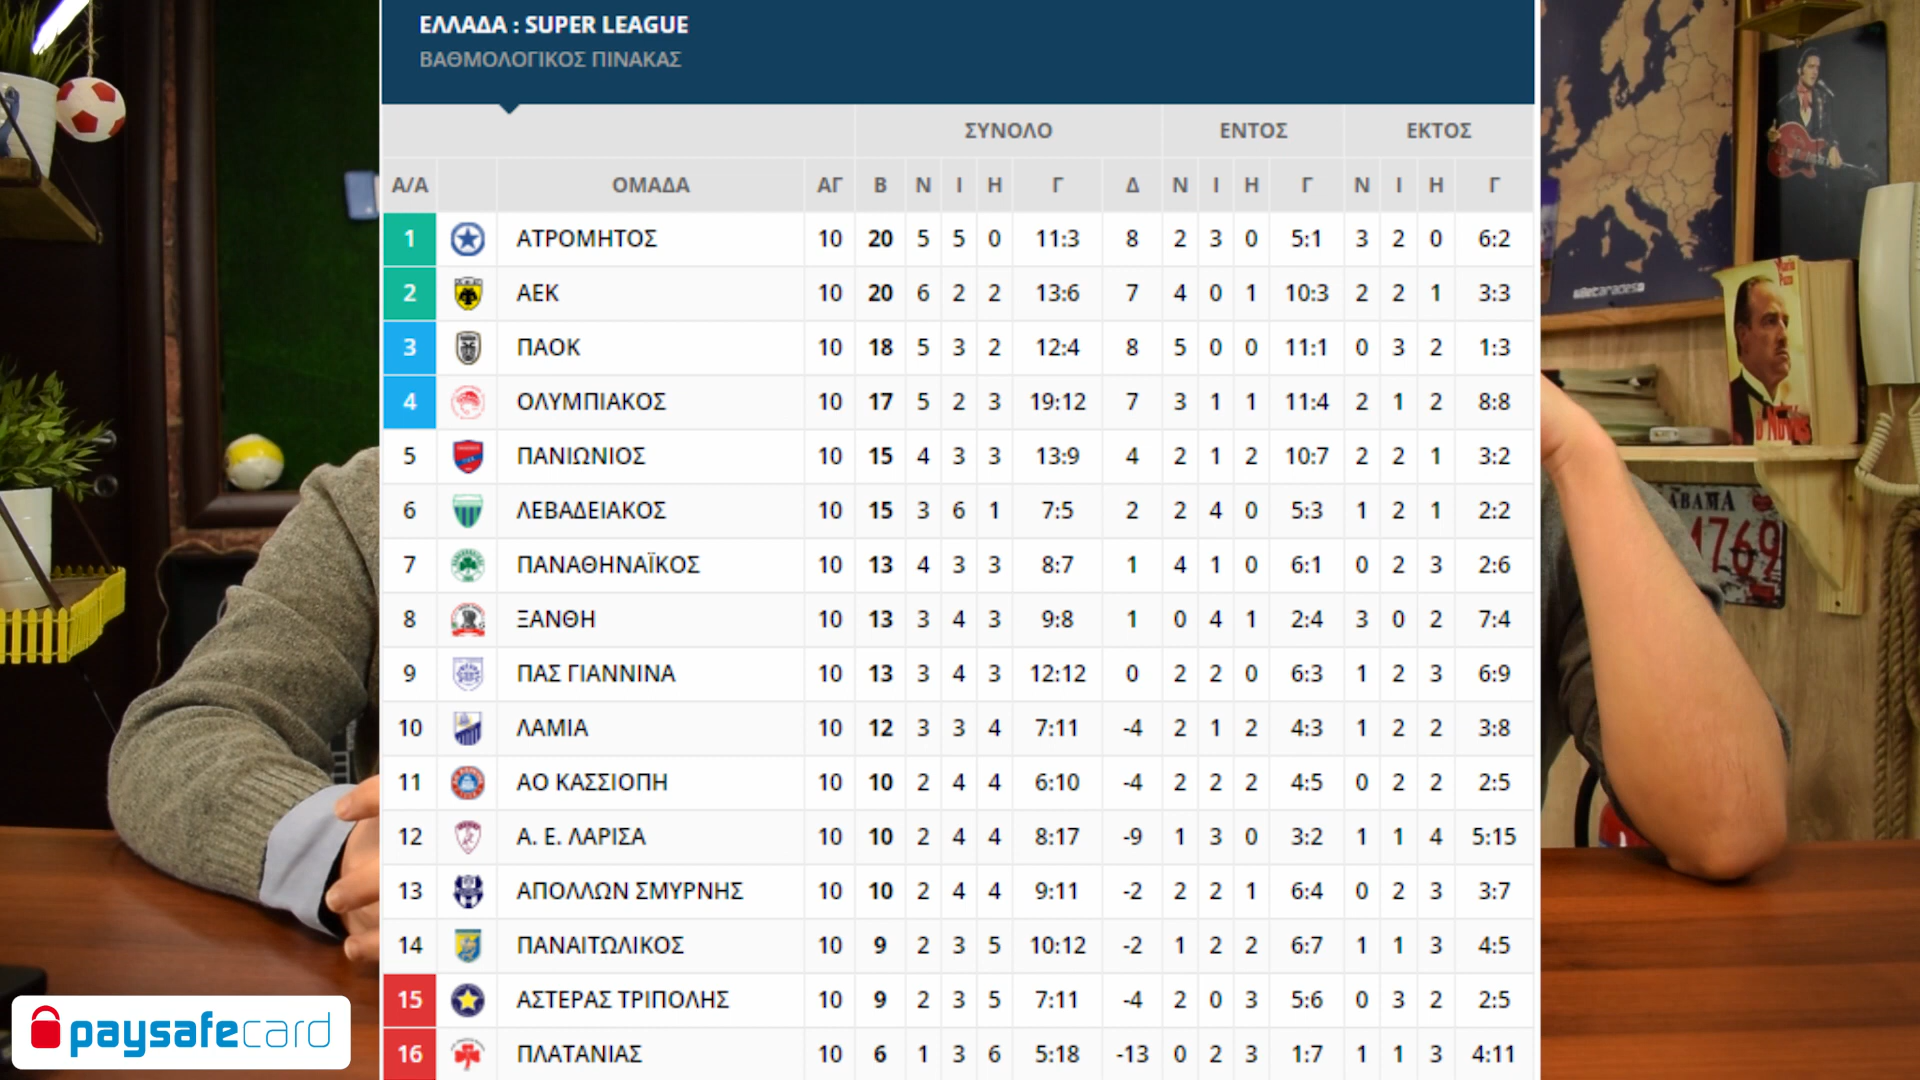 ΕΛΛΑΔΑ : SUPER LEAGUE
ΒΑΘΜΟΛΟΓΙΚΟΣ ΠΙΝΑΚΑΣ
ΣΥΝΟΛΟ ΕΝΤΟΣ ΕΚΤΟΣ
Α/Α ΟΜΑΔΑ ΑΓ Β Ν Ι Η Γ Δ Ν Ι Η Γ Ν Ι Η Γ
1 ΑΤΡΟΜΗΤΟΣ 10 20 5 5 0 11:3 8 2 3 0 5:1 3 2 0 6:2
2 ΑΕΚ 10 20 6 2 2 13:6 7 4 0 1 10:3 2 2 1 3:3
3 ΠΑΟΚ 10 18 5 3 2 12:4 8 5 0 0 11:1 0 3 2 1:3
4 ΟΛΥΜΠΙΑΚΟΣ 10 17 5 2 3 19:12 7 3 1 1 11:4 2 1 2 8:8
5 ΠΑΝΙΩΝΙΟΣ 10 15 4 3 3 13:9 4 2 1 2 10:7 2 2 1 3:2
6 ΛΕΒΑΔΕΙΑΚΟΣ 10 15 3 6 1 7:5 2 2 4 0 5:3 1 2 1 2:2
7 ΠΑΝΑΘΗΝΑΪΚΟΣ 10 13 4 3 3 8:7 1 4 1 0 6:1 0 2 3 2:6
8 ΞΑΝΘΗ 10 13 3 4 3 9:8 1 0 4 1 2:4 3 0 2 7:4
9 ΠΑΣ ΓΙΑΝΝΙΝΑ 10 13 3 4 3 12:12 0 2 2 0 6:3 1 2 3 6:9
10 ΛΑΜΙΑ 10 12 3 3 4 7:11 -4 2 1 2 4:3 1 2 2 3:8
11 ΑΟ ΚΑΣΣΙΟΠΗ 10 10 2 4 4 6:10 -4 2 2 2 4:5 0 2 2 2:5
12 Α. Ε. ΛΑΡΙΣΑ 10 10 2 4 4 8:17 -9 1 3 0 3:2 1 1 4 5:15
13 ΑΠΟΛΛΩΝ ΣΜΥΡΝΗΣ 10 10 2 4 4 9:11 -2 2 2 1 6:4 0 2 3 3:7
14 ΠΑΝΑΙΤΩΛΙΚΟΣ 10 9 2 3 5 10:12 -2 1 2 2 6:7 1 1 3 4:5
15 ΑΣΤΕΡΑΣ ΤΡΙΠΟΛΗΣ 10 9 2 3 5 7:11 -4 2 0 3 5:6 0 3 2 2:5
16 ΠΛΑΤΑΝΙΑΣ 10 6 1 3 6 5:18 -13 0 2 3 1:7 1 1 3 4:11
paysafecard
Mario
Puzo
Ο ΝΟΝΟΣ
ABAMA
1769